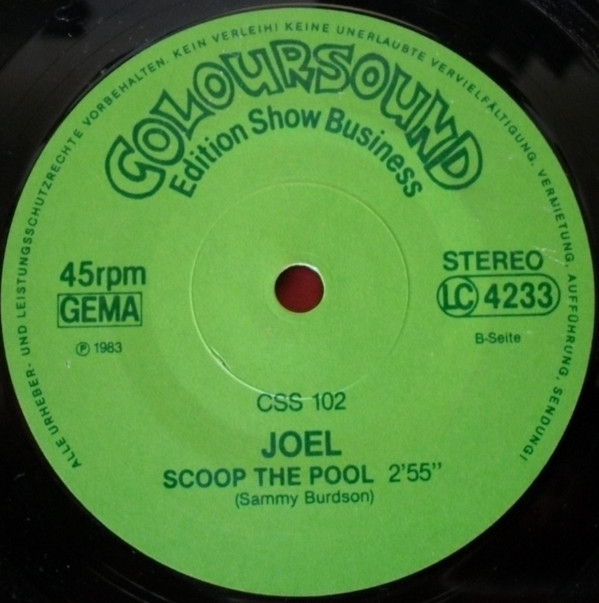 ALLE URHEBER- UND LEISTUNGSSCHUTZRECHTE VORBEHALTEN. KEIN VERLEIH! KEINE UNERLAUBTE VERVIELFÄLTIGUNG, VERMIETUNG, AUFFÜHRUNG, SENDUNG!
COLOURSOUND
Edition Show Business
45rpm
GEMA
℗ 1983
STEREO
LC 4233
B-Seite
CSS 102
JOEL
SCOOP THE POOL 2'55"
(Sammy Burdson)